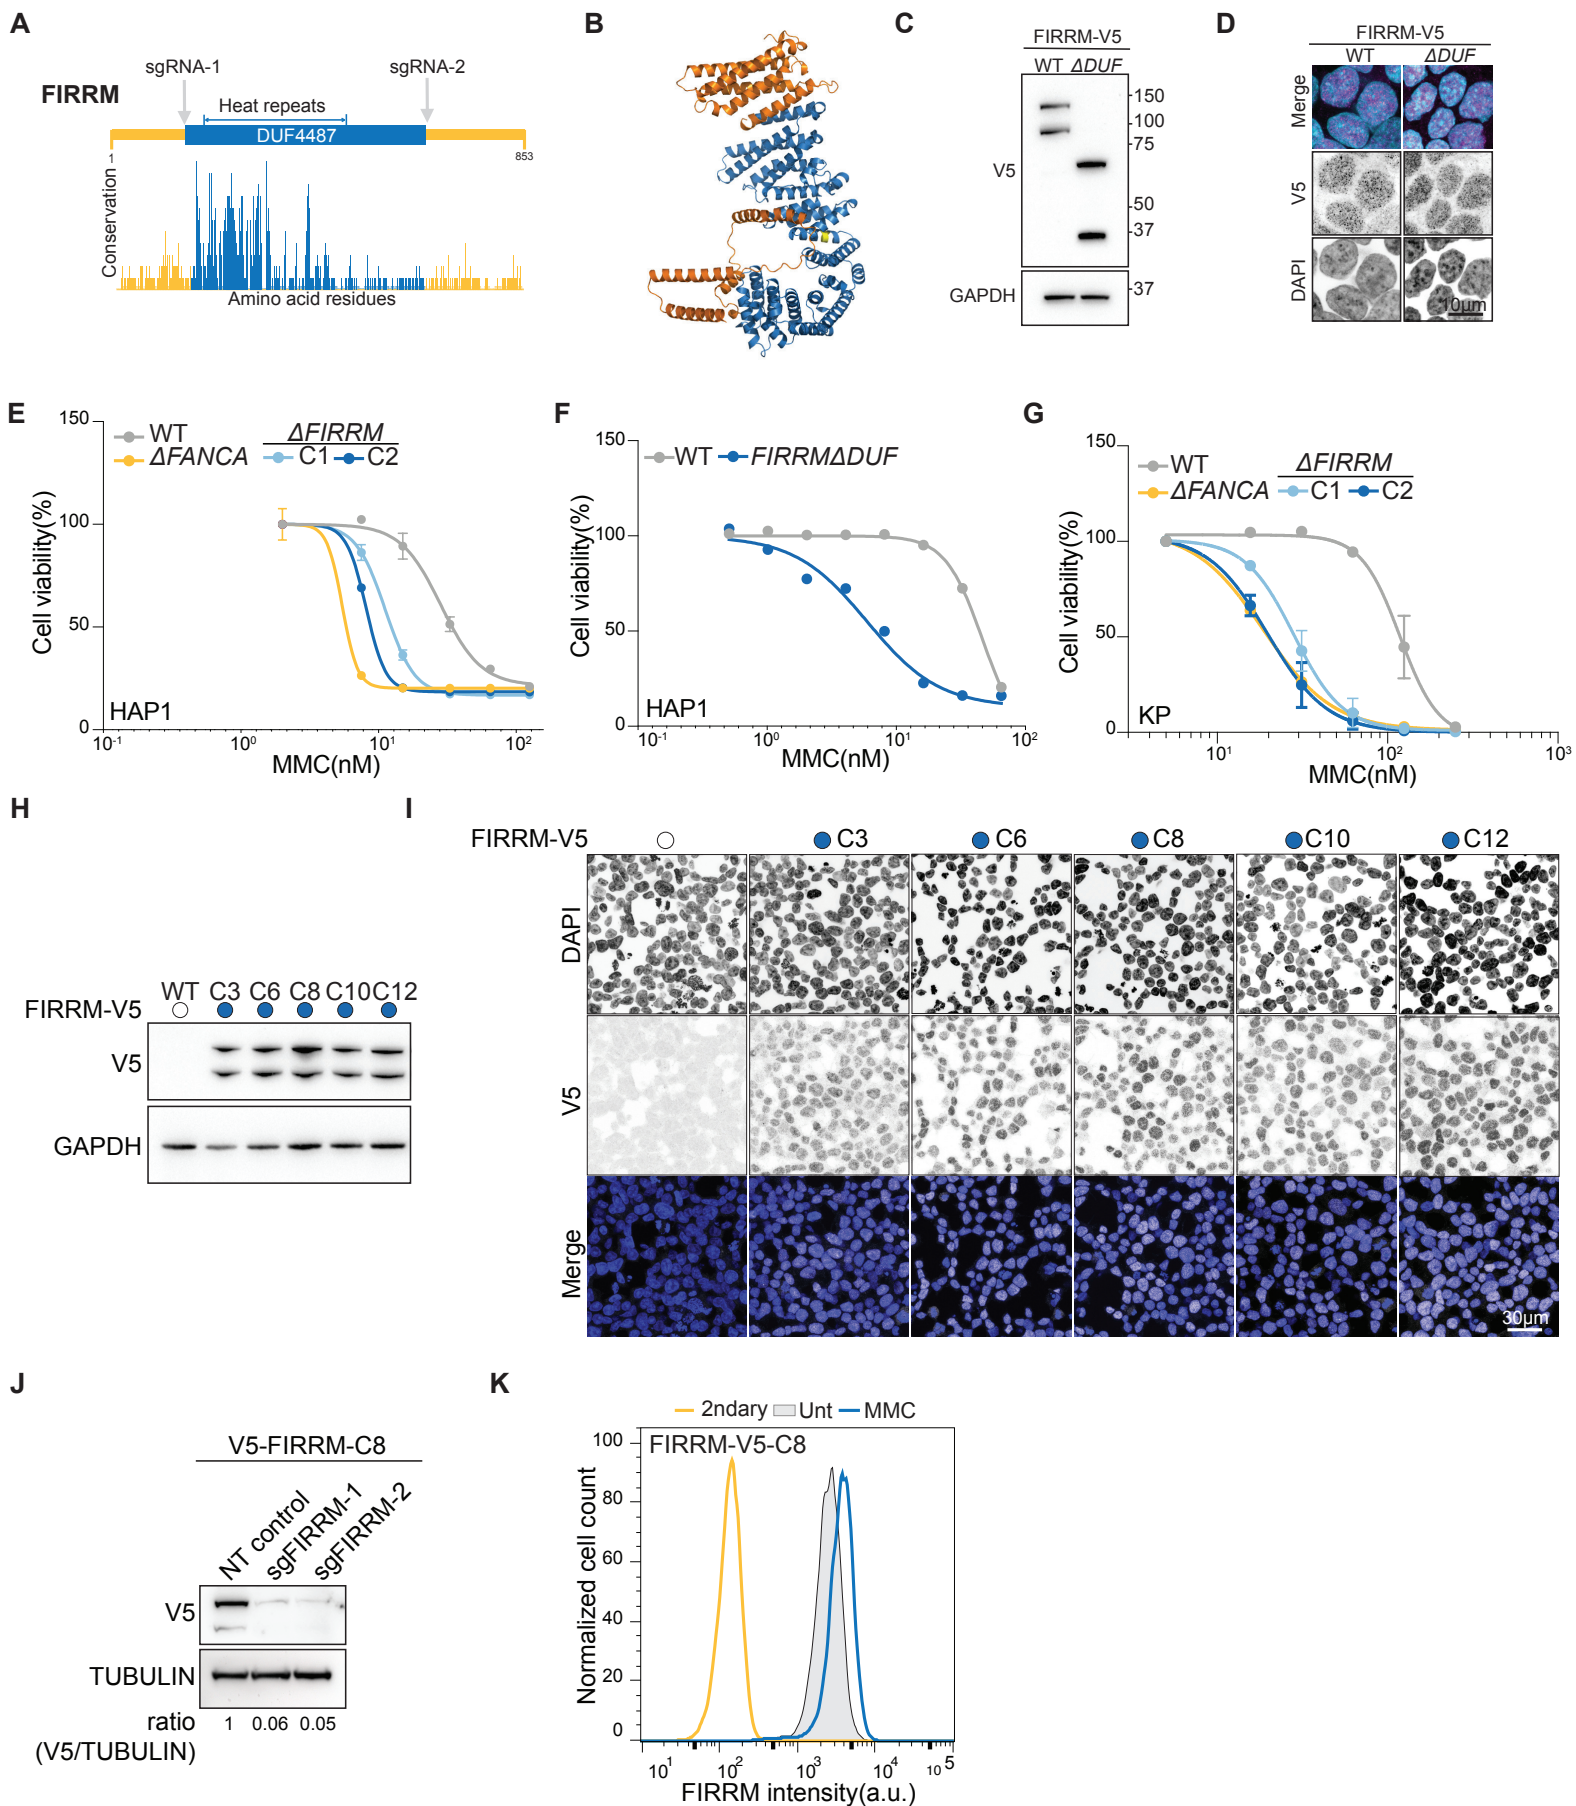 A
sgRNA-1
sgRNA-2
FIRRM
Heat repeats
DUF4487
1
853
Conservation
Amino acid residues
B
C
FIRRM-V5
WT ΔDUF
150
100
75
V5
50
37
GAPDH
37
D
FIRRM-V5
WT ΔDUF
Merge
V5
DAPI
10µm
E
WT
ΔFANCA
ΔFIRRM
C1 C2
Cell viability(%)
150
100
50
0
HAP1
10-1 100 101 102
MMC(nM)
F
WT FIRRMΔDUF
Cell viability(%)
150
100
50
0
HAP1
10-1 100 101 102
MMC(nM)
G
WT
ΔFANCA
ΔFIRRM
C1 C2
Cell viability(%)
150
100
50
0
KP
101 102 103
MMC(nM)
H
WT C3 C6 C8 C10 C12
FIRRM-V5
V5
GAPDH
I
FIRRM-V5 C3 C6 C8 C10 C12
DAPI
V5
Merge
30µm
J
V5-FIRRM-C8
NT control
sgFIRRM-1
sgFIRRM-2
V5
TUBULIN
ratio 1 0.06 0.05
(V5/TUBULIN)
K
2ndary Unt MMC
FIRRM-V5-C8
Normalized cell count
100
80
60
40
20
0
101 102 103 104 105
FIRRM intensity(a.u.)